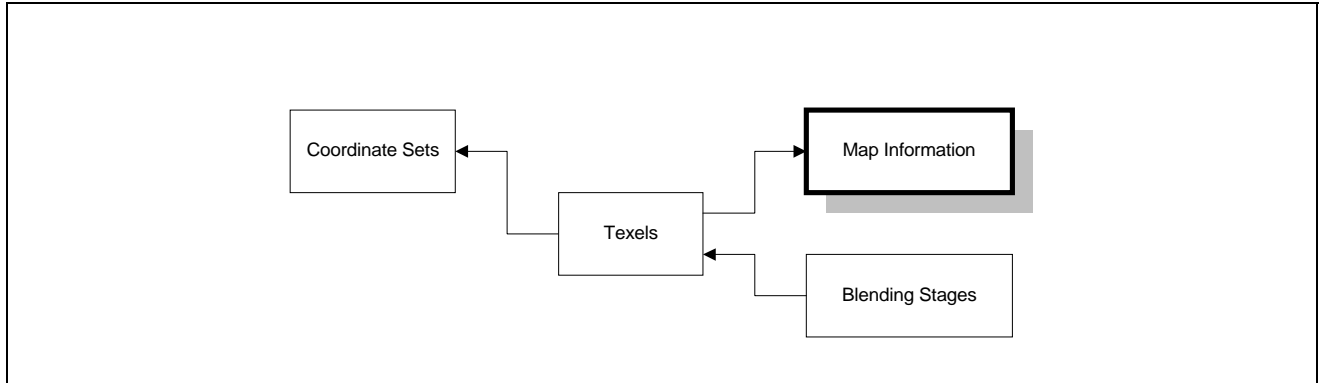 Coordinate Sets
Map Information
Texels
Blending Stages